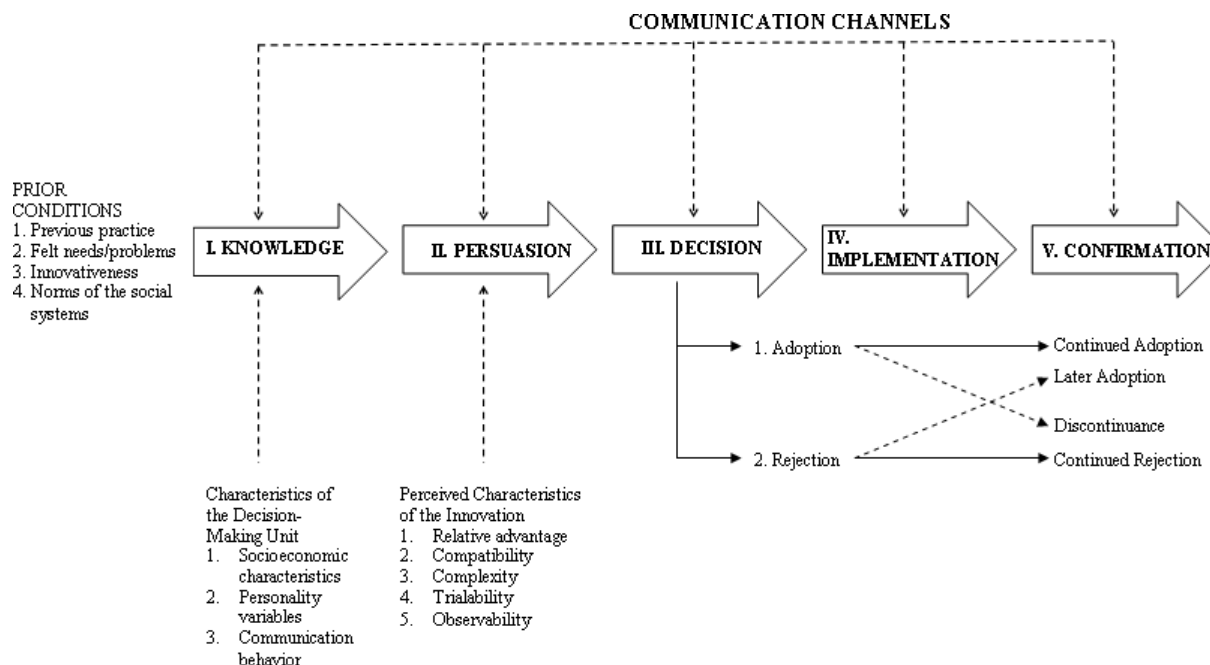 COMMUNICATION CHANNELS
PRIOR
CONDITIONS
1. Previous practice
2. Felt needs/problems
3. Innovativeness
4. Norms of the social
systems
I. KNOWLEDGE
II. PERSUASION
III. DECISION
IV.
IMPLEMENTATION
V. CONFIRMATION
1. Adoption
Continued Adoption
Later Adoption
Discontinuance
2. Rejection
Continued Rejection
Characteristics of
the Decision-
Making Unit
1. Socioeconomic
characteristics
2. Personality
variables
3. Communication
behavior
Perceived Characteristics
of the Innovation
1. Relative advantage
2. Compatibility
3. Complexity
4. Trialability
5. Observability